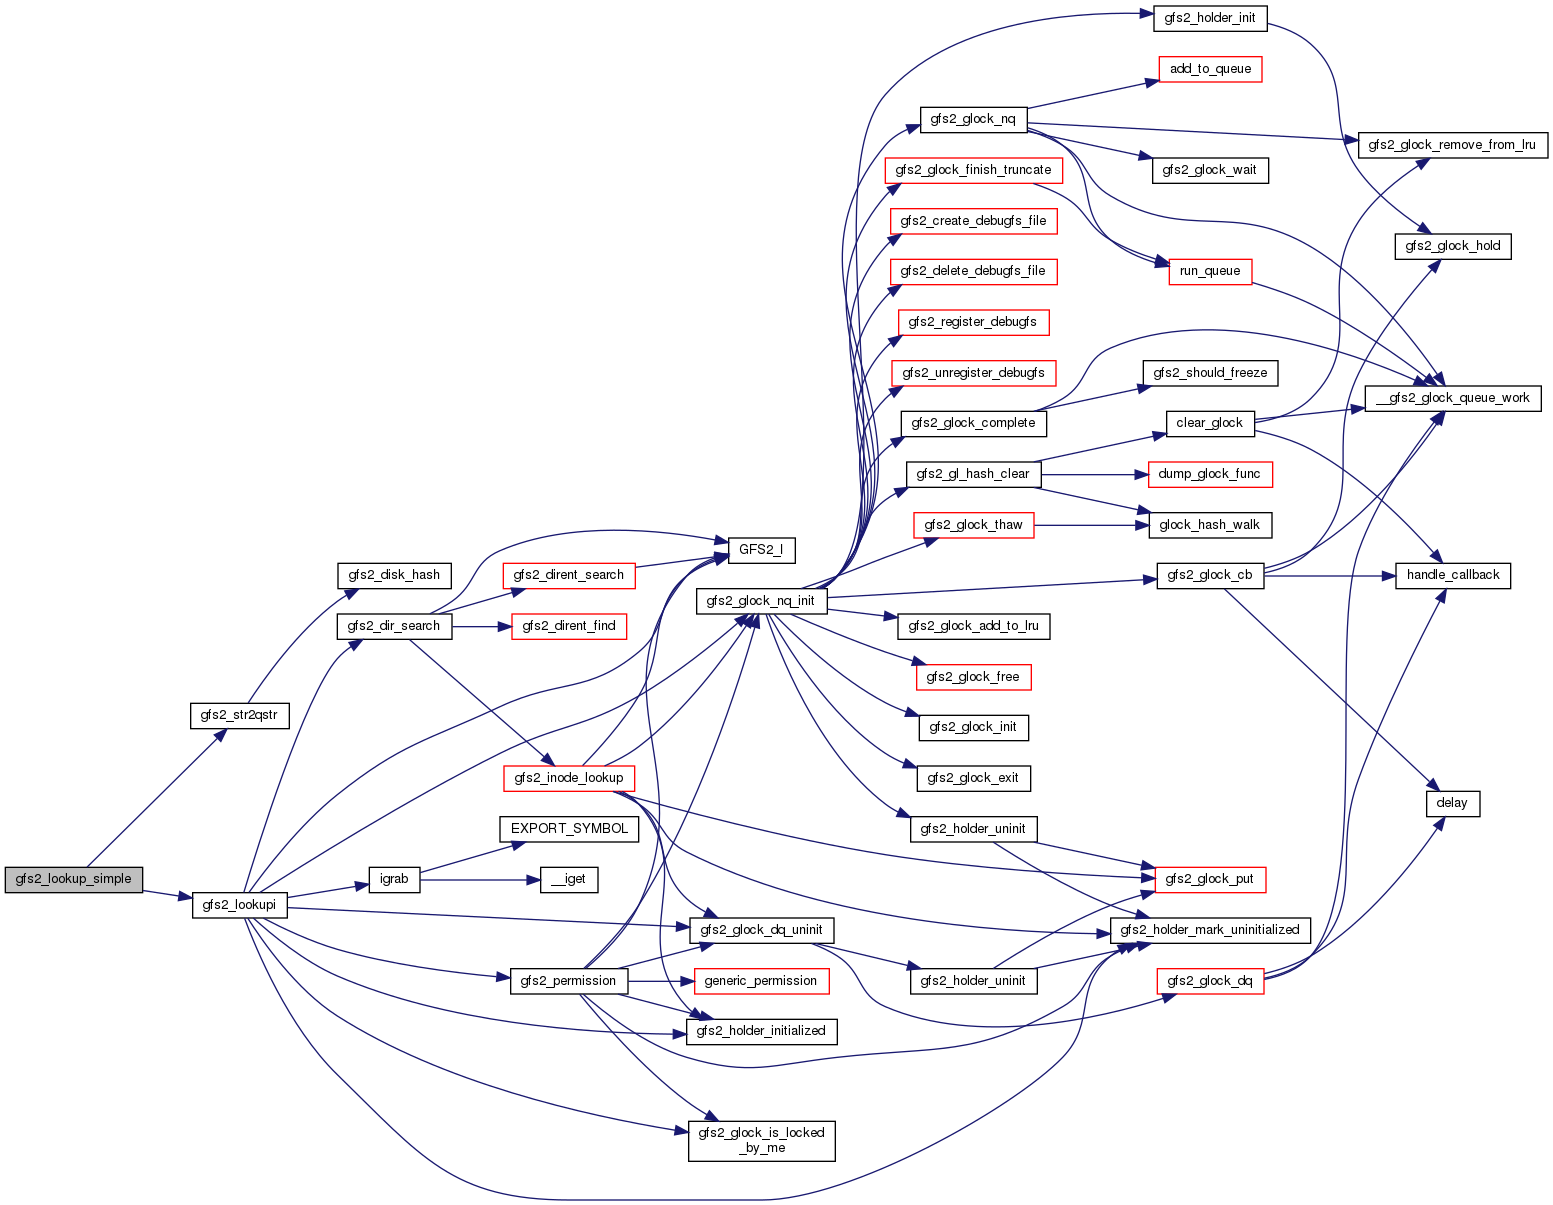 gfs2_holder_init
add_to_queue
gfs2_glock_nq
gfs2_glock_remove_from_lru
gfs2_glock_finish_truncate
gfs2_glock_wait
gfs2_create_debugfs_file
gfs2_glock_hold
gfs2_delete_debugfs_file
run_queue
gfs2_register_debugfs
gfs2_unregister_debugfs
gfs2_should_freeze
__gfs2_glock_queue_work
gfs2_glock_complete
clear_glock
gfs2_gl_hash_clear
dump_glock_func
gfs2_glock_thaw
glock_hash_walk
GFS2_I
gfs2_disk_hash
gfs2_dirent_search
gfs2_glock_cb
handle_callback
gfs2_glock_nq_init
gfs2_dir_search
gfs2_dirent_find
gfs2_glock_add_to_lru
gfs2_glock_free
gfs2_str2qstr
gfs2_glock_init
gfs2_inode_lookup
gfs2_glock_exit
delay
EXPORT_SYMBOL
gfs2_holder_uninit
gfs2_lookup_simple
igrab
__iget
gfs2_glock_put
gfs2_lookupi
gfs2_glock_dq_uninit
gfs2_holder_mark_uninitialized
gfs2_permission
generic_permission
gfs2_holder_uninit
gfs2_glock_dq
gfs2_holder_initialized
gfs2_glock_is_locked
_by_me